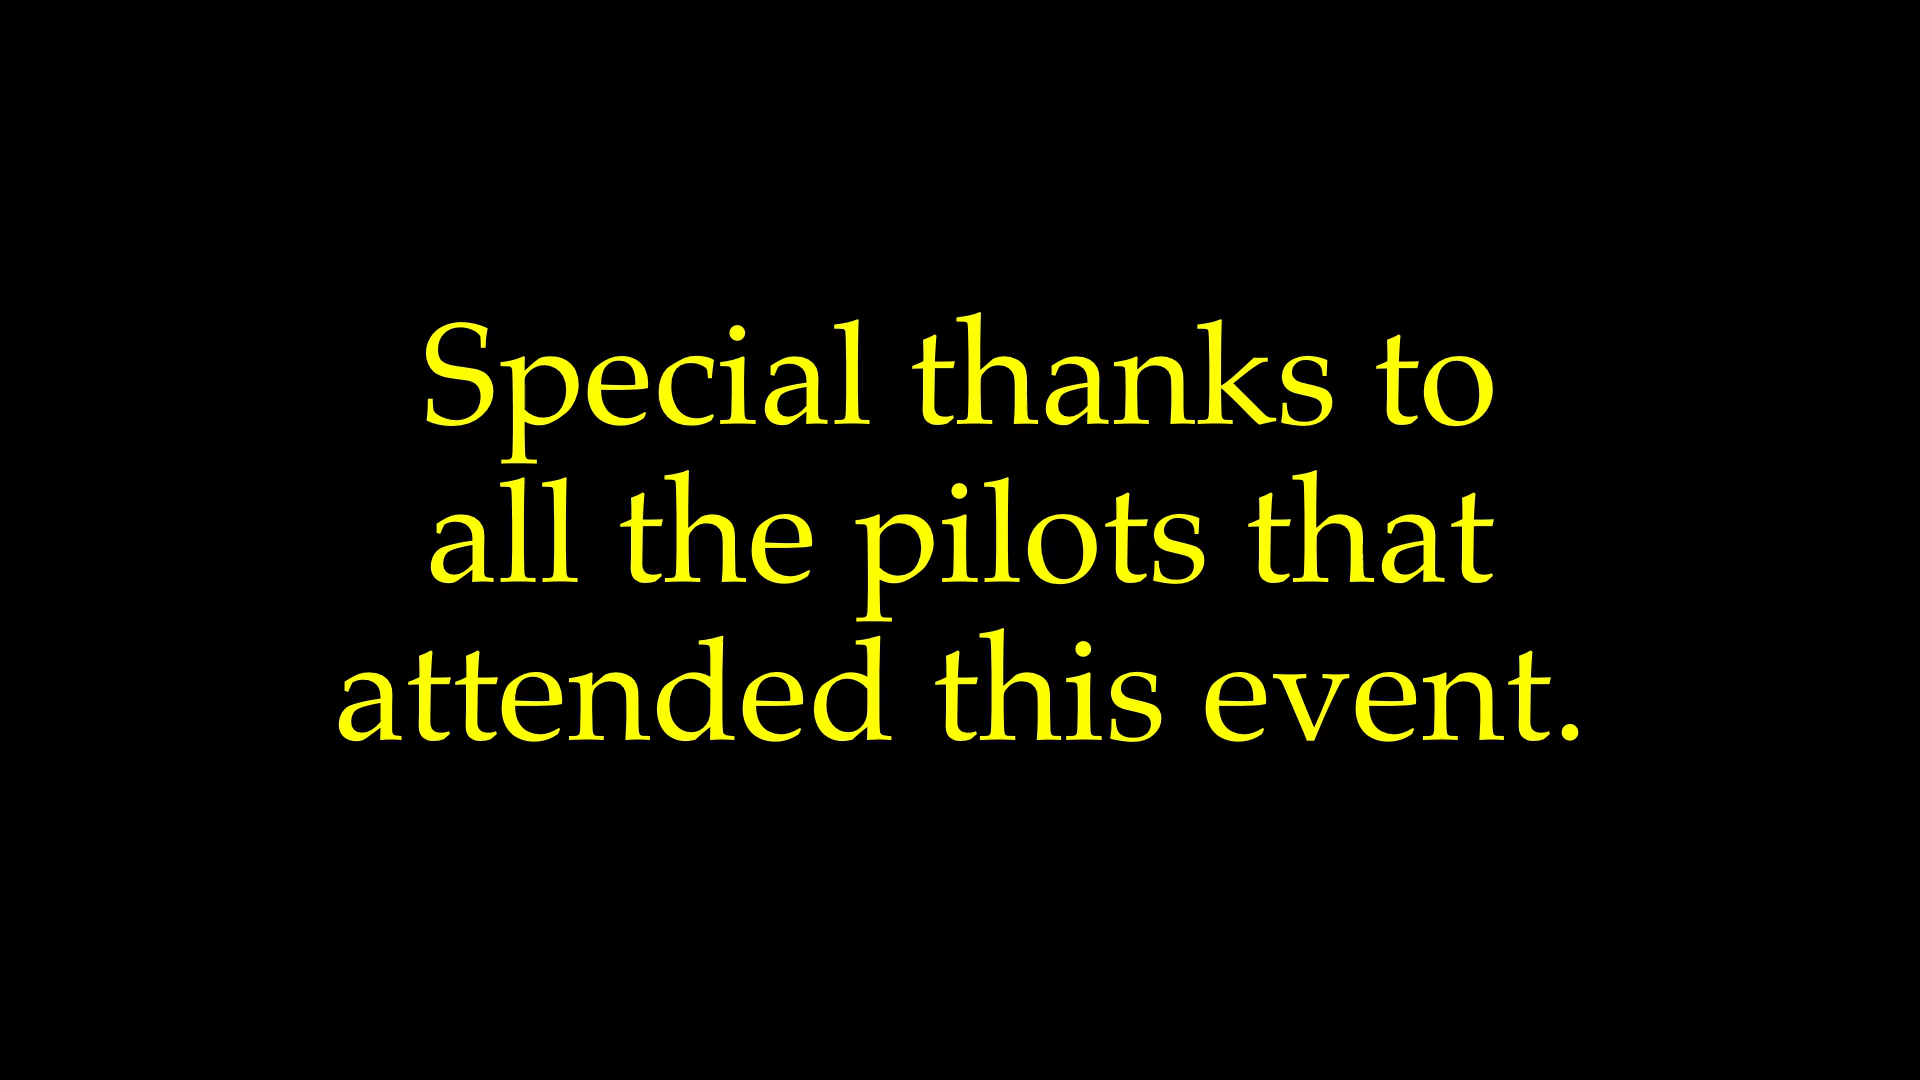 Special thanks to
all the pilots that
attended this event.